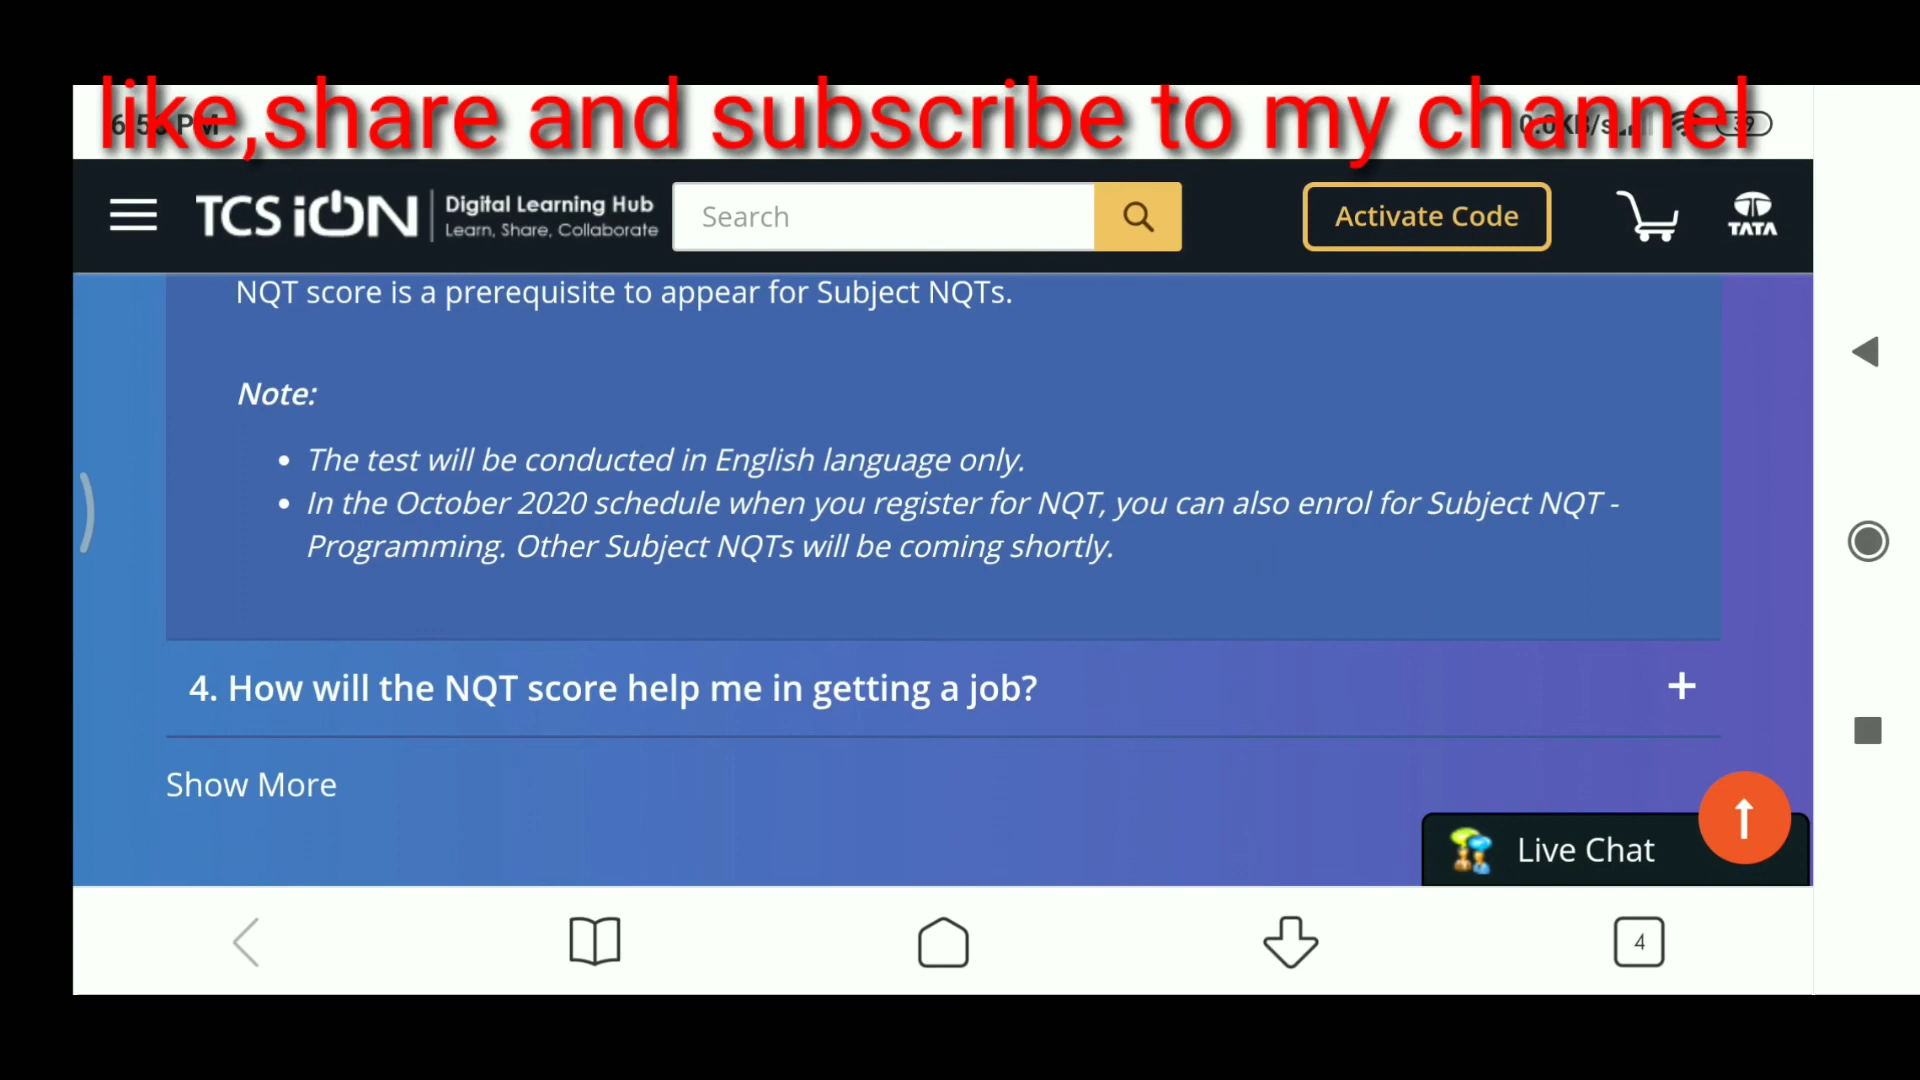 like,share and subscribe to my channel
TCS iON
Digital Learning Hub
Learn, Share, Collaborate
Search
Activate Code
TATA
NQT score is a prerequisite to appear for Subject NQTs.
Note:
• The test will be conducted in English language only.
• In the October 2020 schedule when you register for NQT, you can also enrol for Subject NQT -
Programming. Other Subject NQTs will be coming shortly.
4. How will the NQT score help me in getting a job?
+
Show More
Live Chat
4